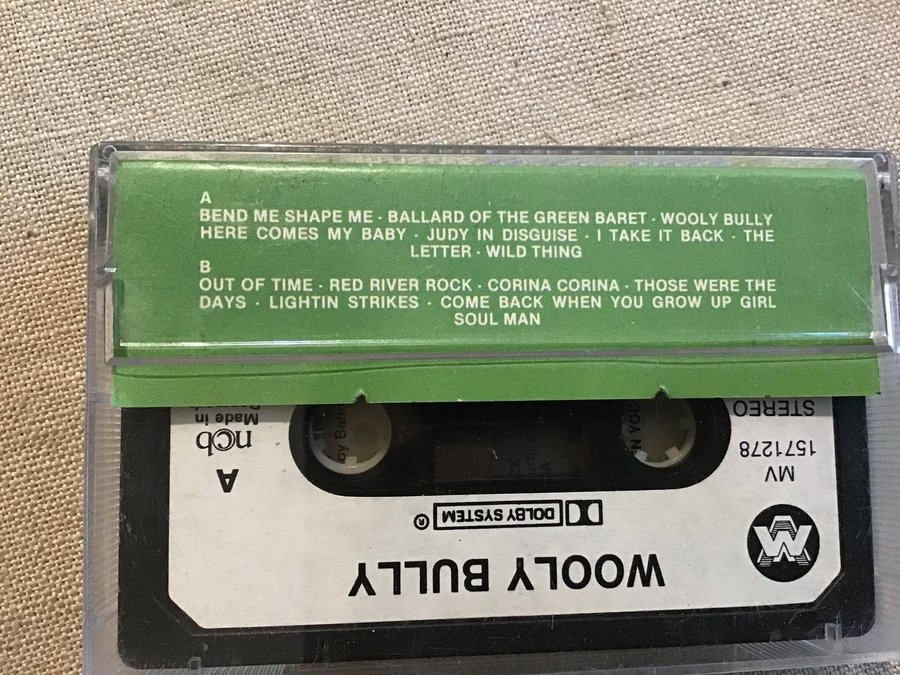 A
BEND ME SHAPE ME · BALLARD OF THE GREEN BARET · WOOLY BULLY
HERE COMES MY BABY · JUDY IN DISGUISE · I TAKE IT BACK · THE
LETTER · WILD THING
B
OUT OF TIME · RED RIVER ROCK · CORINA CORINA · THOSE WERE THE
DAYS · LIGHTIN STRIKES · COME BACK WHEN YOU GROW UP GIRL
SOUL MAN
WOOLY BULLY
DOLBY SYSTEM ®
MV
1571278
STEREO
A
ncb
Made in
N YOU